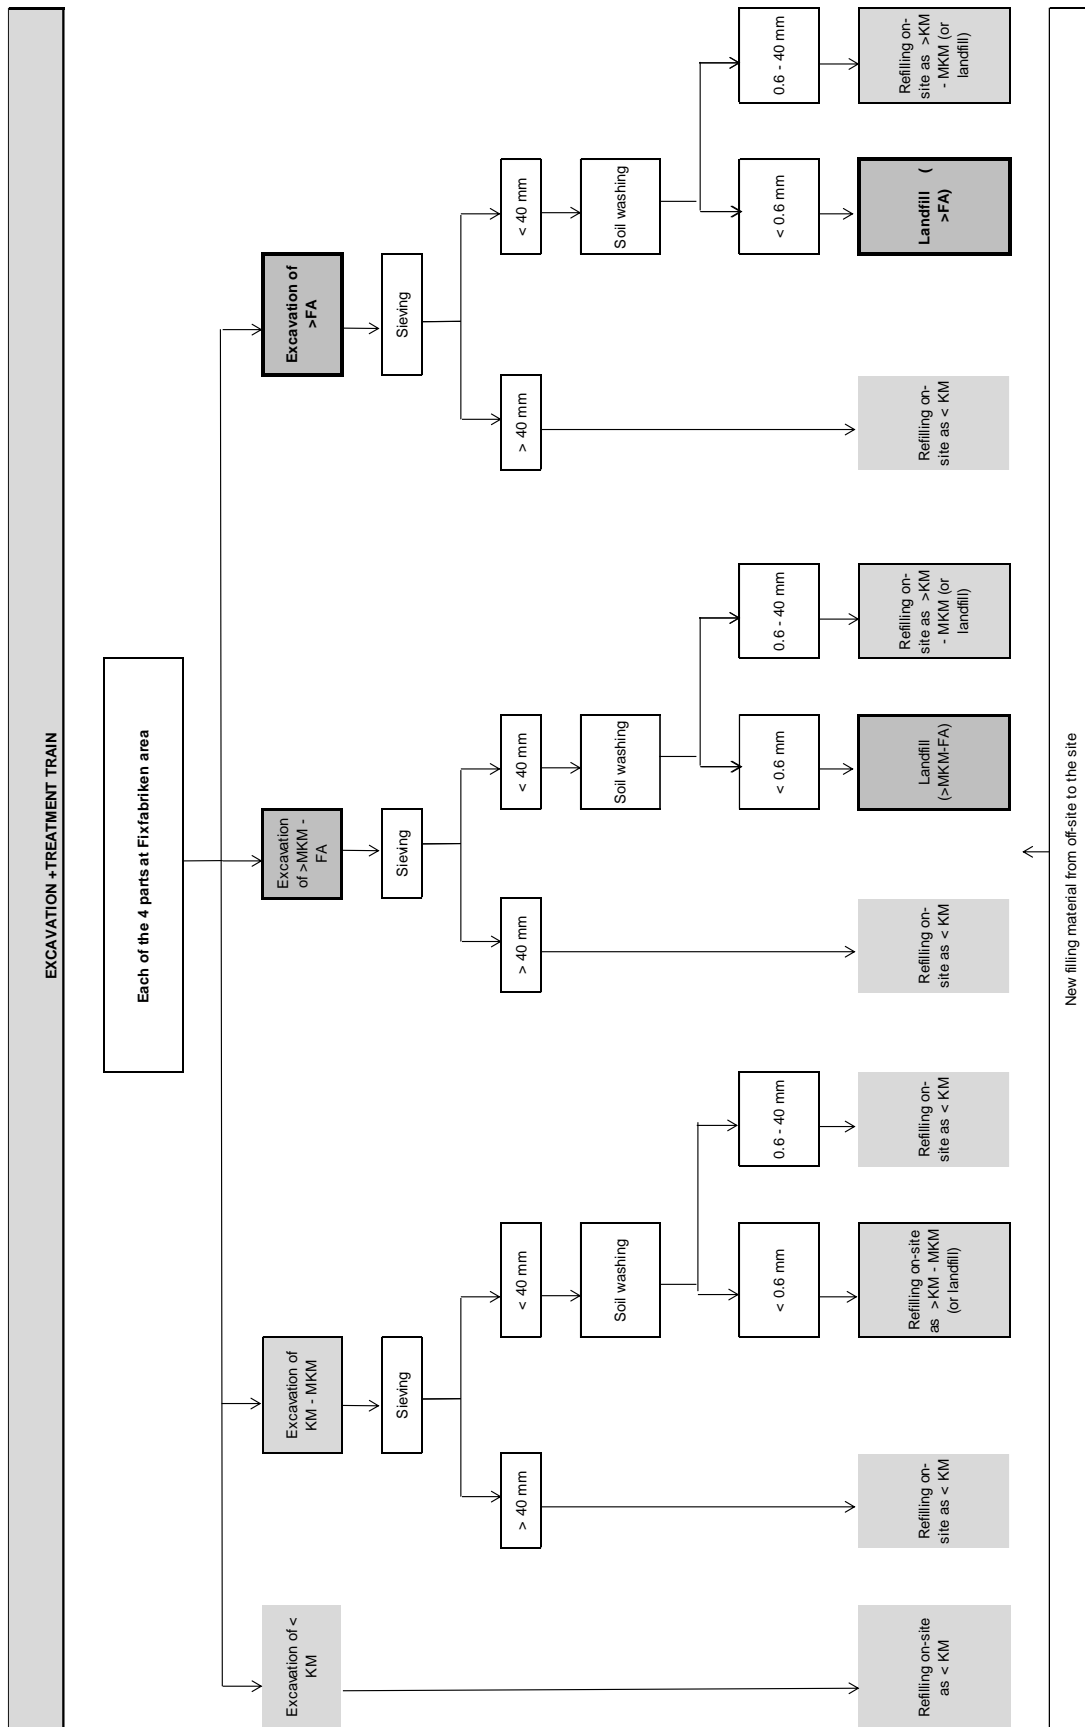 EXCAVATION +TREATMENT TRAIN
Each of the 4 parts at Fixfabriken area
Excavation of <
KM
Excavation of
KM - MKM
Excavation
of >MKM -
FA
Excavation of
>FA
Sieving
Sieving
Sieving
> 40 mm
< 40 mm
> 40 mm
< 40 mm
> 40 mm
< 40 mm
Soil washing
Soil washing
Soil washing
< 0.6 mm
0.6 - 40 mm
< 0.6 mm
0.6 - 40 mm
< 0.6 mm
0.6 - 40 mm
Refilling on-site
as < KM
Refilling on-
site as < KM
Refilling on-site
as >KM - MKM
(or landfill)
Refilling on-
site as < KM
Refilling on-
site as < KM
Landfill
(>MKM-FA)
Refilling on-
site as >KM
- MKM (or
landfill)
Refilling on-
site as < KM
Landfill (
>FA)
Refilling on-
site as >KM
- MKM (or
landfill)
New filling material from off-site to the site